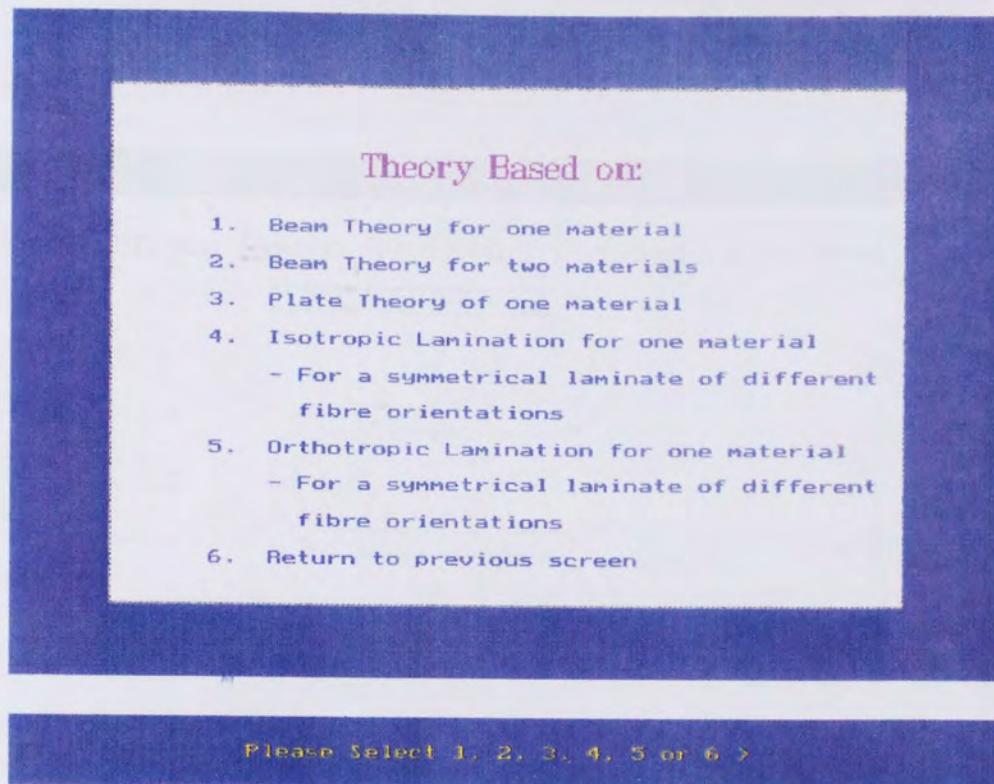 Theory Based on:
1. Beam Theory for one material
2. Beam Theory for two materials
3. Plate Theory of one material
4. Isotropic Lamination for one material
- For a symmetrical laminate of different
fibre orientations
5. Orthotropic Lamination for one material
- For a symmetrical laminate of different
fibre orientations
6. Return to previous screen
Please Select 1, 2, 3, 4, 5 or 6 >